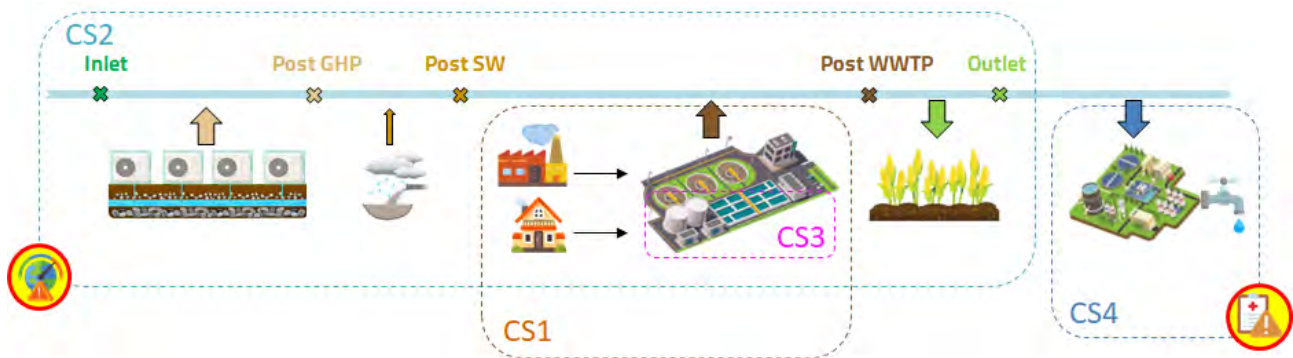 CS2
Inlet
Post GHP
Post SW
Post WWTP
Outlet
CS3
CS1
CS4